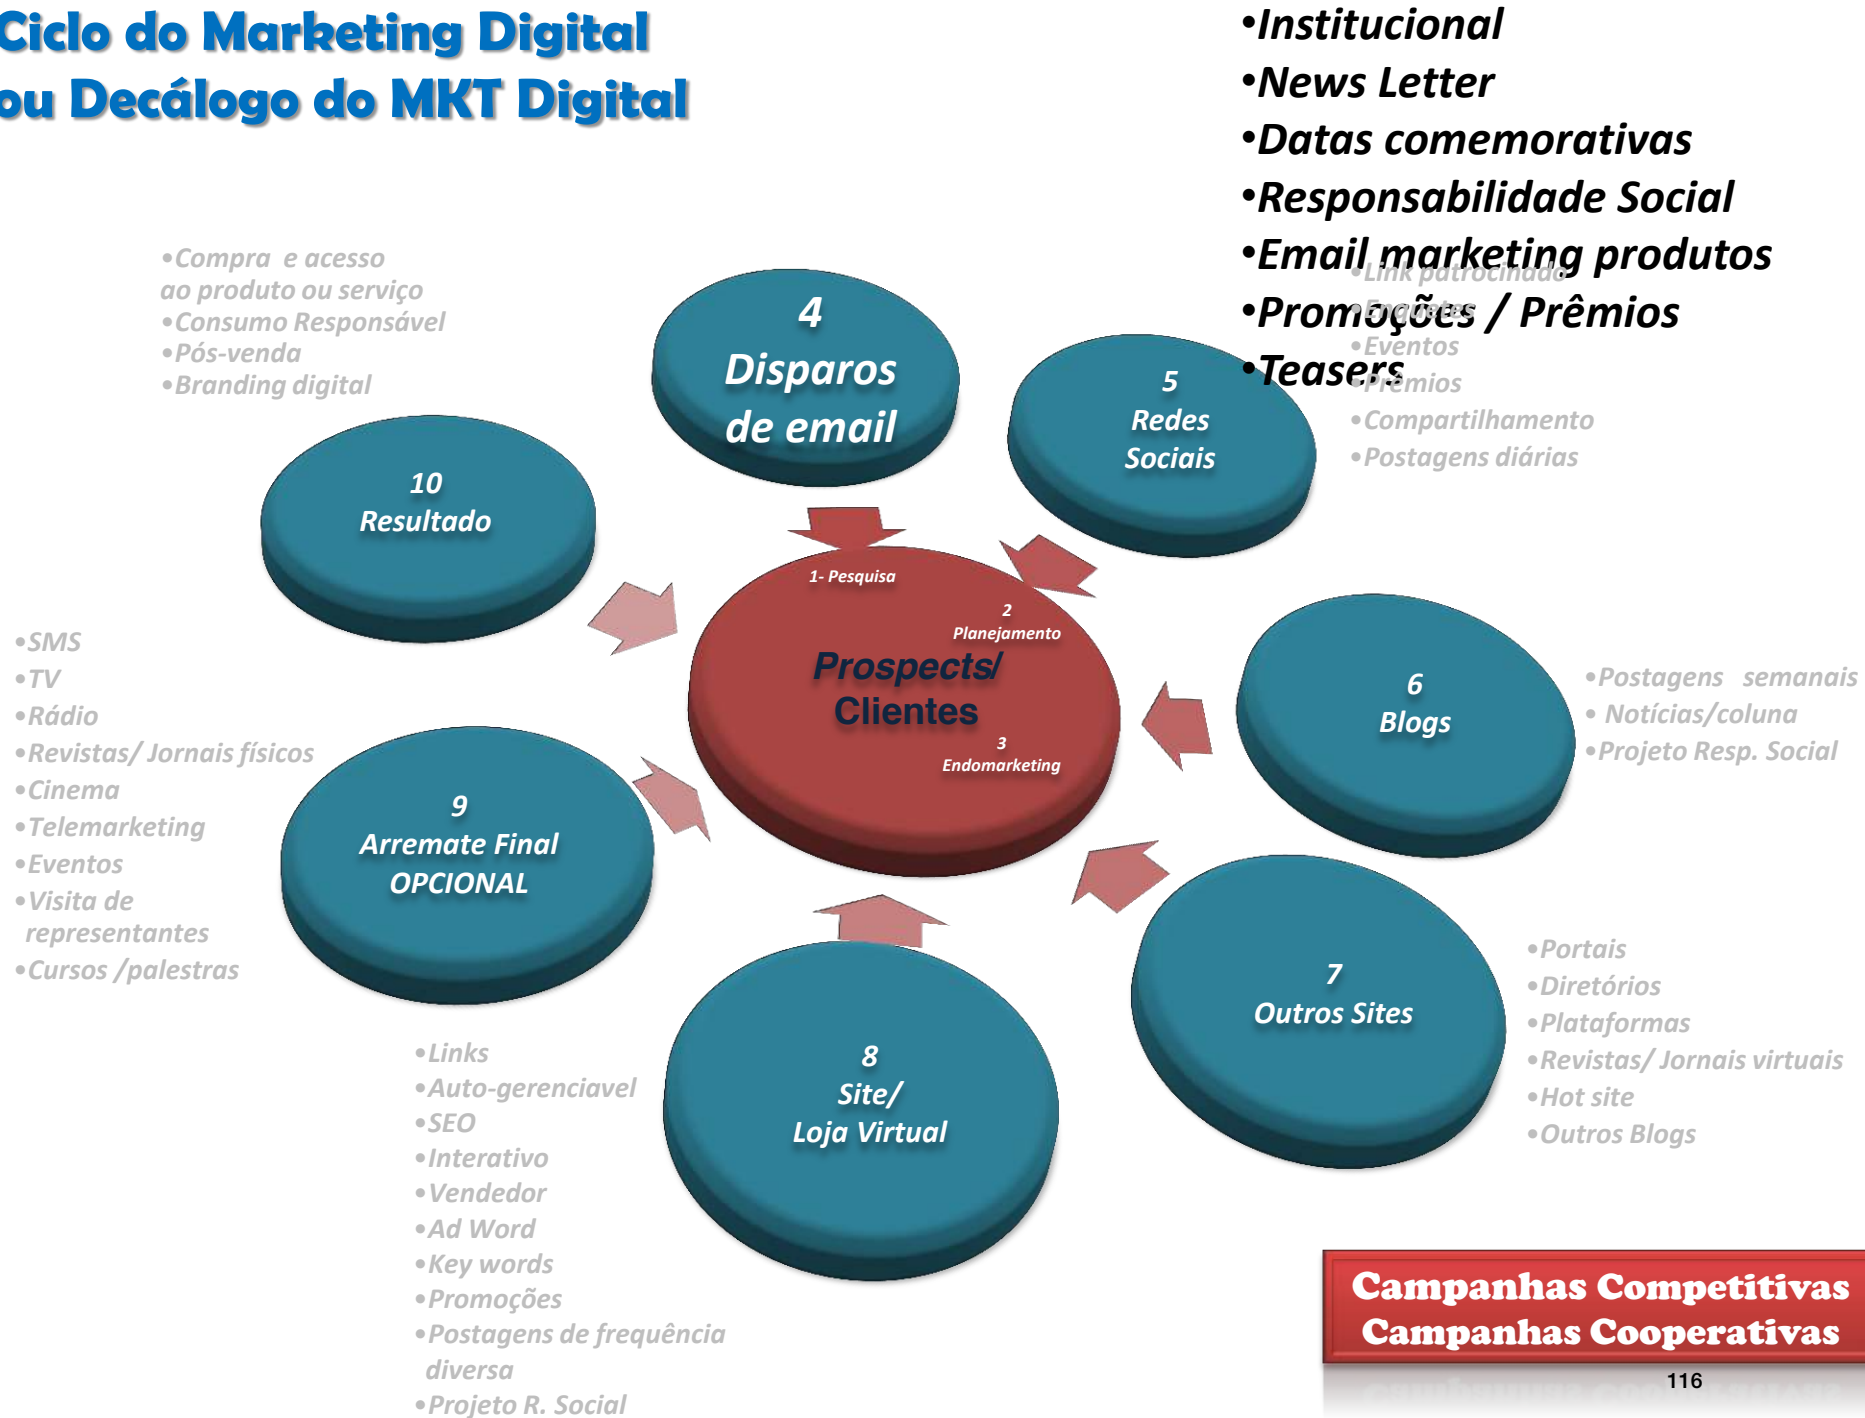 Ciclo do Marketing Digital
ou Decálogo do MKT Digital
•Institucional
•News Letter
•Datas comemorativas
•Responsabilidade Social
•Email marketing produtos
•Promoções / Prêmios
•Teasers
•Compra e acesso
ao produto ou serviço
•Consumo Responsável
•Pós-venda
•Branding digital
4
Disparos
de email
•Link patrocinado
•Enquetes
•Eventos
•Prêmios
•Compartilhamento
•Postagens diárias
5
Redes
Sociais
10
Resultado
1- Pesquisa
2
Planejamento
Prospects/
Clientes
3
Endomarketing
6
Blogs
•Postagens semanais
• Notícias/coluna
•Projeto Resp. Social
•SMS
•TV
•Rádio
•Revistas/ Jornais físicos
•Cinema
•Telemarketing
•Eventos
•Visita de
representantes
•Cursos /palestras
9
Arremate Final
OPCIONAL
7
Outros Sites
•Portais
•Diretórios
•Plataformas
•Revistas/ Jornais virtuais
•Hot site
•Outros Blogs
8
Site/
Loja Virtual
•Links
•Auto-gerenciavel
•SEO
•Interativo
•Vendedor
•Ad Word
•Key words
•Promoções
•Postagens de frequência
diversa
•Projeto R. Social
Campanhas Competitivas
Campanhas Cooperativas
116